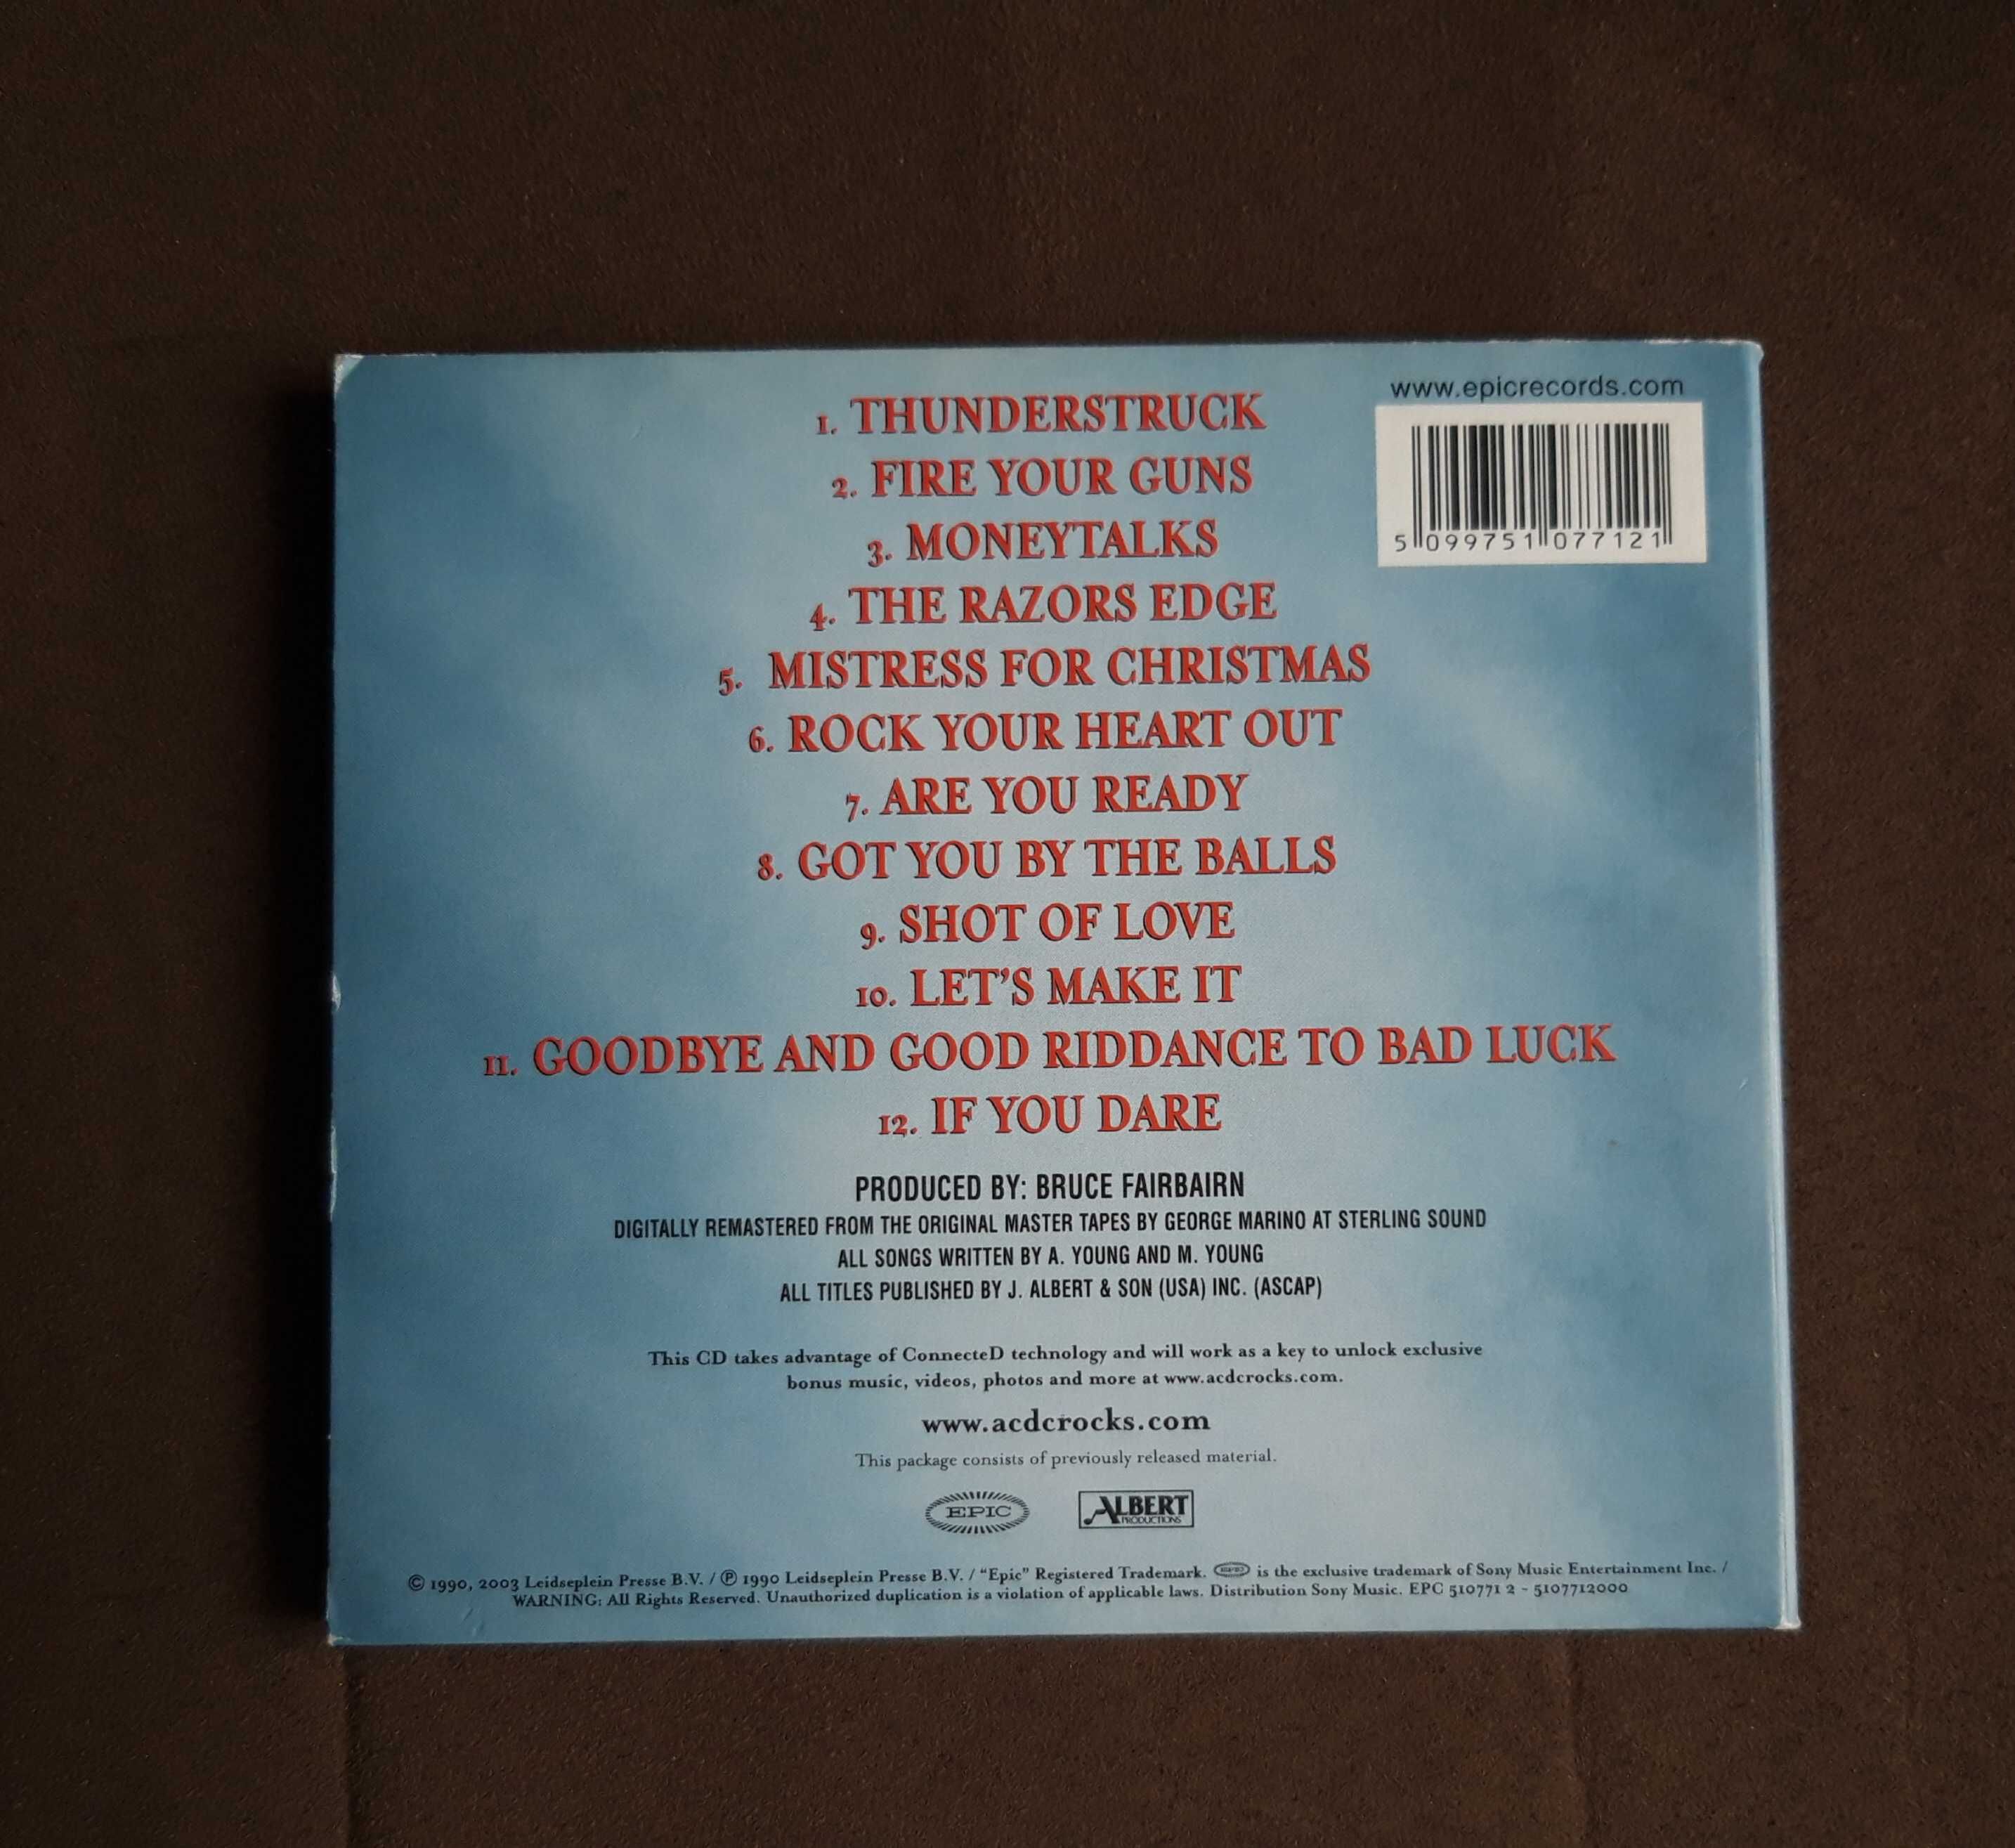 www.epicrecords.com
5 099751 077121
1. THUNDERSTRUCK
2. FIRE YOUR GUNS
3. MONEYTALKS
4. THE RAZORS EDGE
5. MISTRESS FOR CHRISTMAS
6. ROCK YOUR HEART OUT
7. ARE YOU READY
8. GOT YOU BY THE BALLS
9. SHOT OF LOVE
10. LET'S MAKE IT
11. GOODBYE AND GOOD RIDDANCE TO BAD LUCK
12. IF YOU DARE
PRODUCED BY: BRUCE FAIRBAIRN
DIGITALLY REMASTERED FROM THE ORIGINAL MASTER TAPES BY GEORGE MARINO AT STERLING SOUND
ALL SONGS WRITTEN BY A. YOUNG AND M. YOUNG
ALL TITLES PUBLISHED BY J. ALBERT & SON (USA) INC. (ASCAP)
This CD takes advantage of ConnecteD technology and will work as a key to unlock exclusive
bonus music, videos, photos and more at www.acdcrocks.com.
www.acdcrocks.com
This package consists of previously released material.
EPIC
ALBERT
PRODUCTIONS
© 1990, 2003 Leidseplein Presse B.V. / ℗ 1990 Leidseplein Presse B.V. / "Epic" Registered Trademark. EPIC is the exclusive trademark of Sony Music Entertainment Inc. /
WARNING: All Rights Reserved. Unauthorized duplication is a violation of applicable laws. Distribution Sony Music. EPC 510771 2 - 5107712000